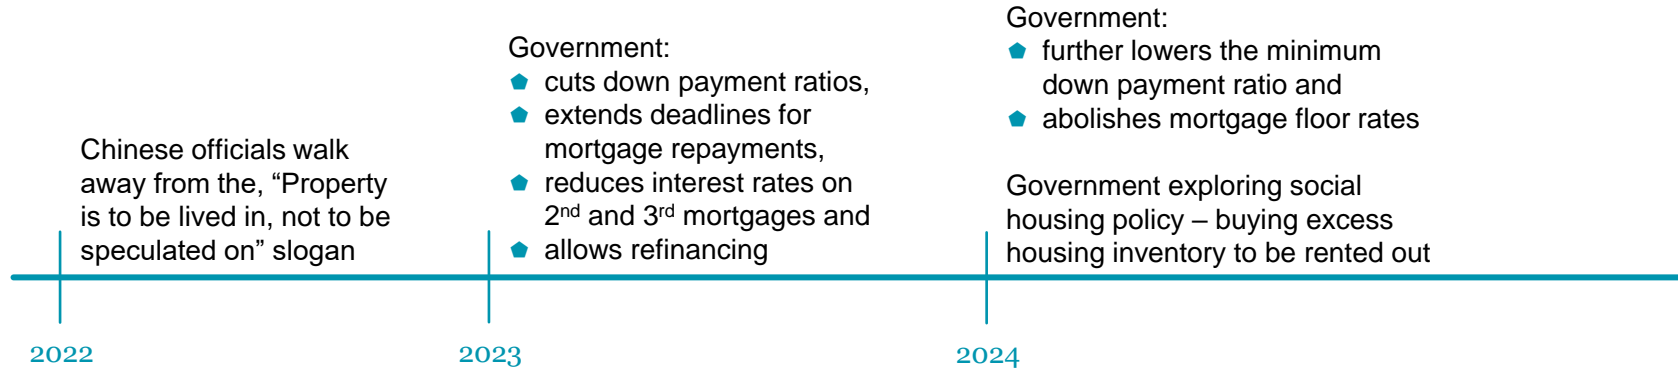 Chinese officials walk
away from the, “Property
is to be lived in, not to be
speculated on” slogan
2022
Government:
cuts down payment ratios,
extends deadlines for
mortgage repayments,
reduces interest rates on
2nd and 3rd mortgages and
allows refinancing
2023
Government:
further lowers the minimum
down payment ratio and
abolishes mortgage floor rates
Government exploring social
housing policy – buying excess
housing inventory to be rented out
2024